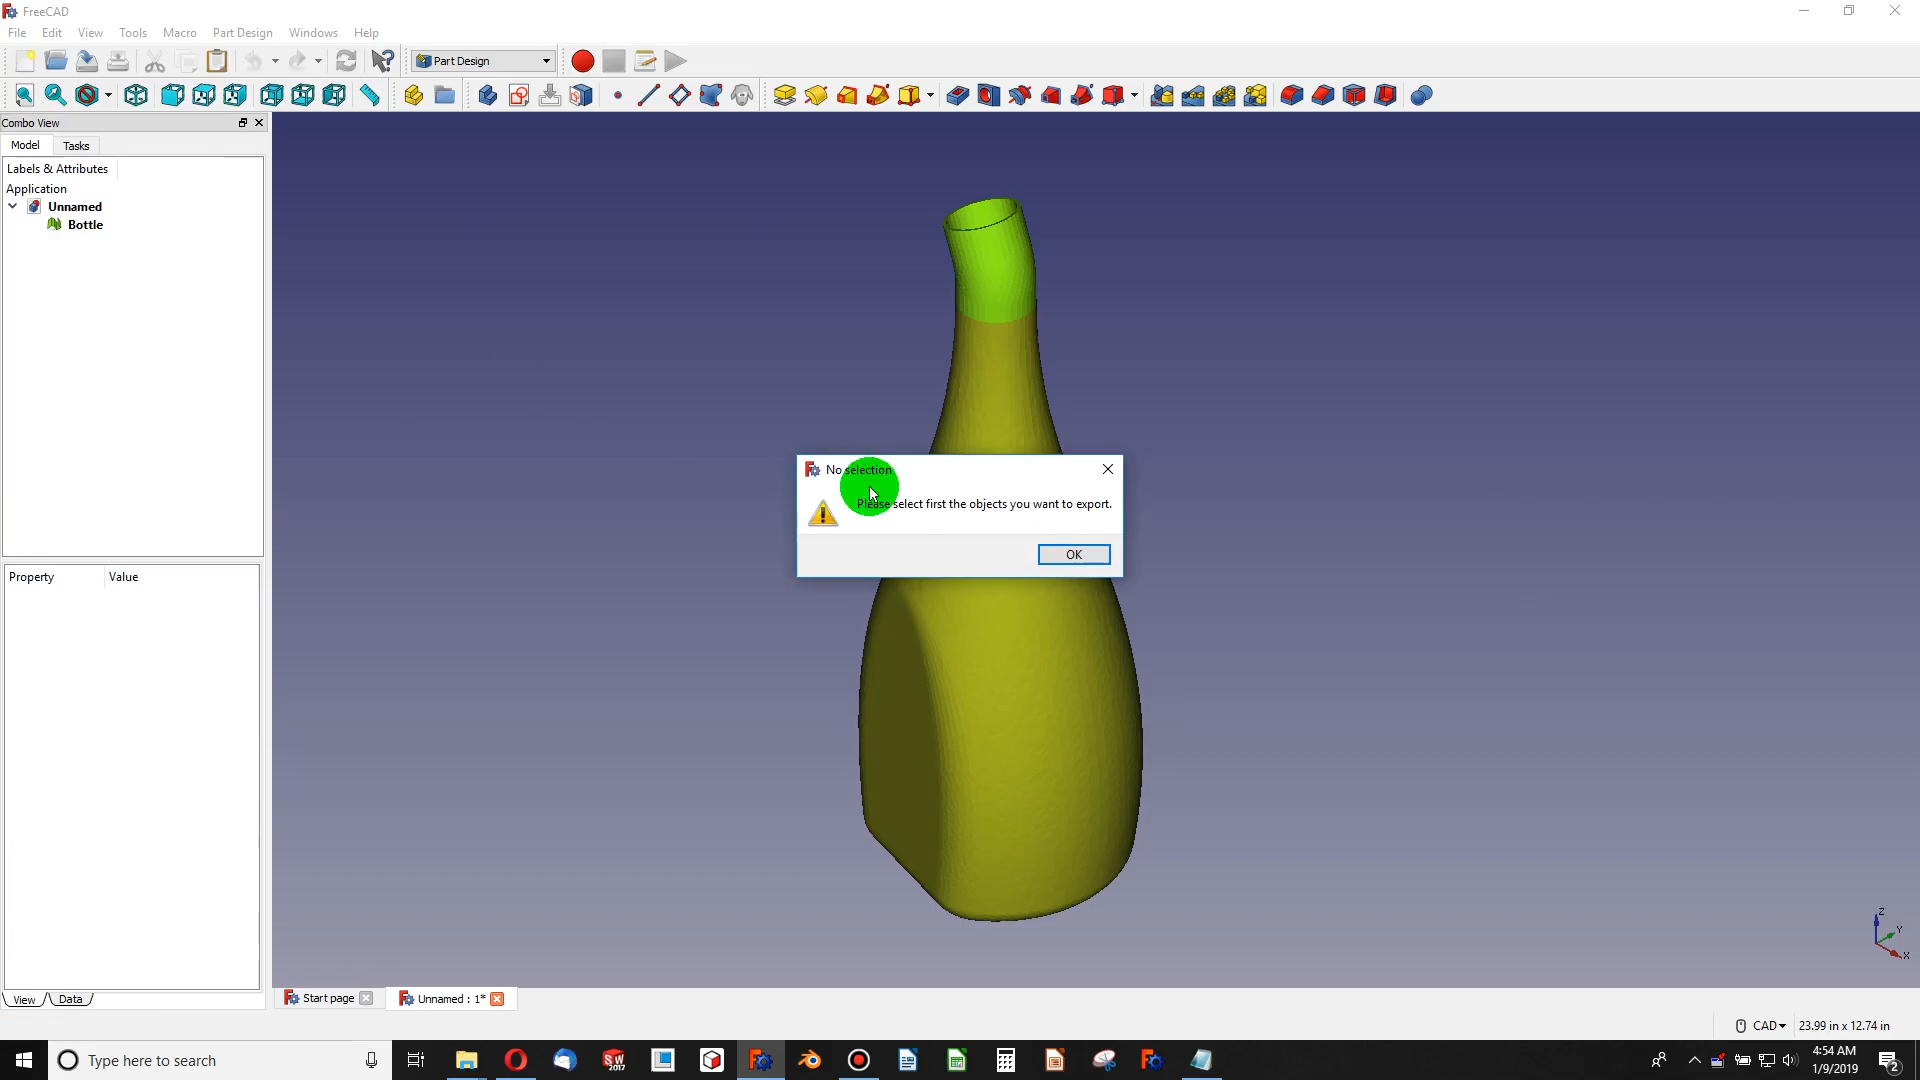 FreeCAD
File Edit View Tools Macro Part Design Windows Help
Part Design
Combo View
Model Tasks
Labels & Attributes
Application
Unnamed
Bottle
No selection
Please select first the objects you want to export.
OK
Property Value
Z
Y
X
View Data
Start page Unnamed : 1*
CAD 23.99 in x 12.74 in
Type here to search
SW
2017
4:54 AM
1/9/2019
2